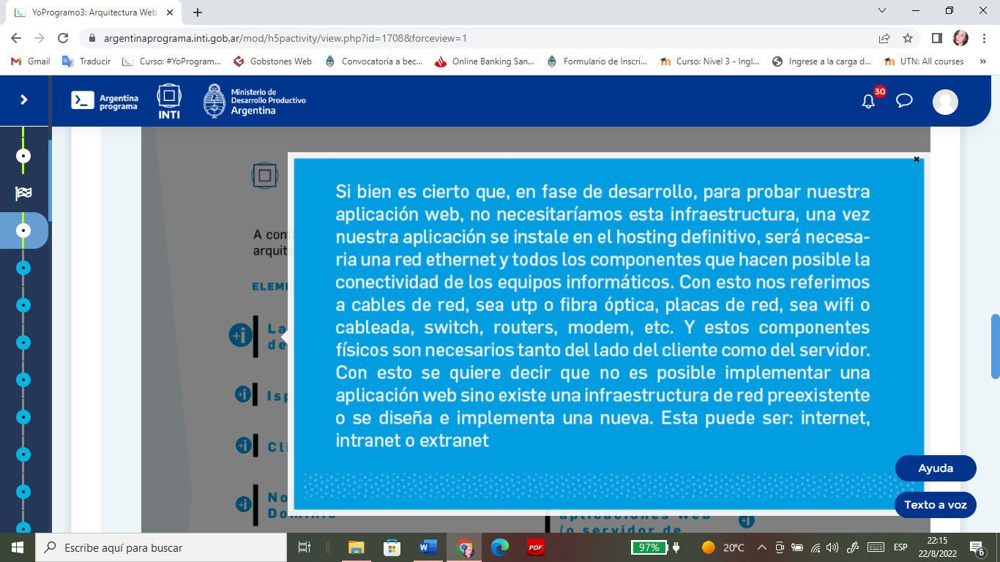 YoProgramo3: Arquitectura Web
argentinaprograma.inti.gob.ar/mod/h5pactivity/view.php?id=1708&forceview=1
Gmail
Traducir
Curso: #YoProgram...
Gobstones Web
Convocatoria a bec...
Online Banking San...
Formulario de Inscri...
Curso: Nivel 3 - Ingl...
Ingrese a la carga d...
UTN: All courses
»
Argentina
programa
INTI
Ministerio de
Desarrollo Productivo
Argentina
30
A con
arquite
ELEM
La
de
Isp
Cli
No
Dominio
Si bien es cierto que, en fase de desarrollo, para probar nuestra
aplicación web, no necesitaríamos esta infraestructura, una vez
nuestra aplicación se instale en el hosting definitivo, será necesa-
ria una red ethernet y todos los componentes que hacen posible la
conectividad de los equipos informáticos. Con esto nos referimos
a cables de red, sea utp o fibra óptica, placas de red, sea wifi o
cableada, switch, routers, modem, etc. Y estos componentes
físicos son necesarios tanto del lado del cliente como del servidor.
Con esto se quiere decir que no es posible implementar una
aplicación web sino existe una infraestructura de red preexistente
o se diseña e implementa una nueva. Esta puede ser: internet,
intranet o extranet
aplicaciones Web
(o servidor de
+i
Ayuda
Texto a voz
Escribe aquí para buscar
W
PDF
97%
20°C
ESP
22:15
22/8/2022
6